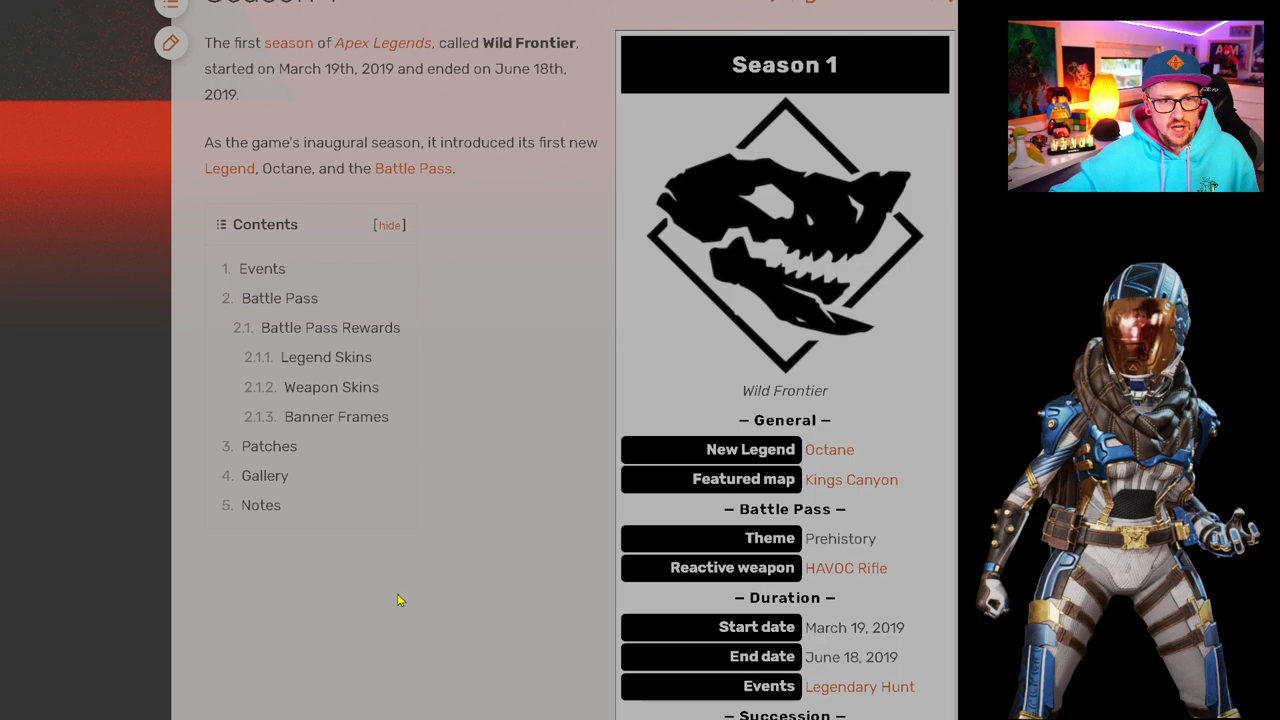 The first season of Apex Legends, called Wild Frontier,
started on March 19th, 2019 and ended on June 18th,
2019.
As the game's inaugural season, it introduced its first new
Legend, Octane, and the Battle Pass.
Contents [hide]
1. Events
2. Battle Pass
2.1. Battle Pass Rewards
2.1.1. Legend Skins
2.1.2. Weapon Skins
2.1.3. Banner Frames
3. Patches
4. Gallery
5. Notes
Season 1
Wild Frontier
— General —
New Legend Octane
Featured map Kings Canyon
— Battle Pass —
Theme Prehistory
Reactive weapon HAVOC Rifle
— Duration —
Start date March 19, 2019
End date June 18, 2019
Events Legendary Hunt
— Succession —